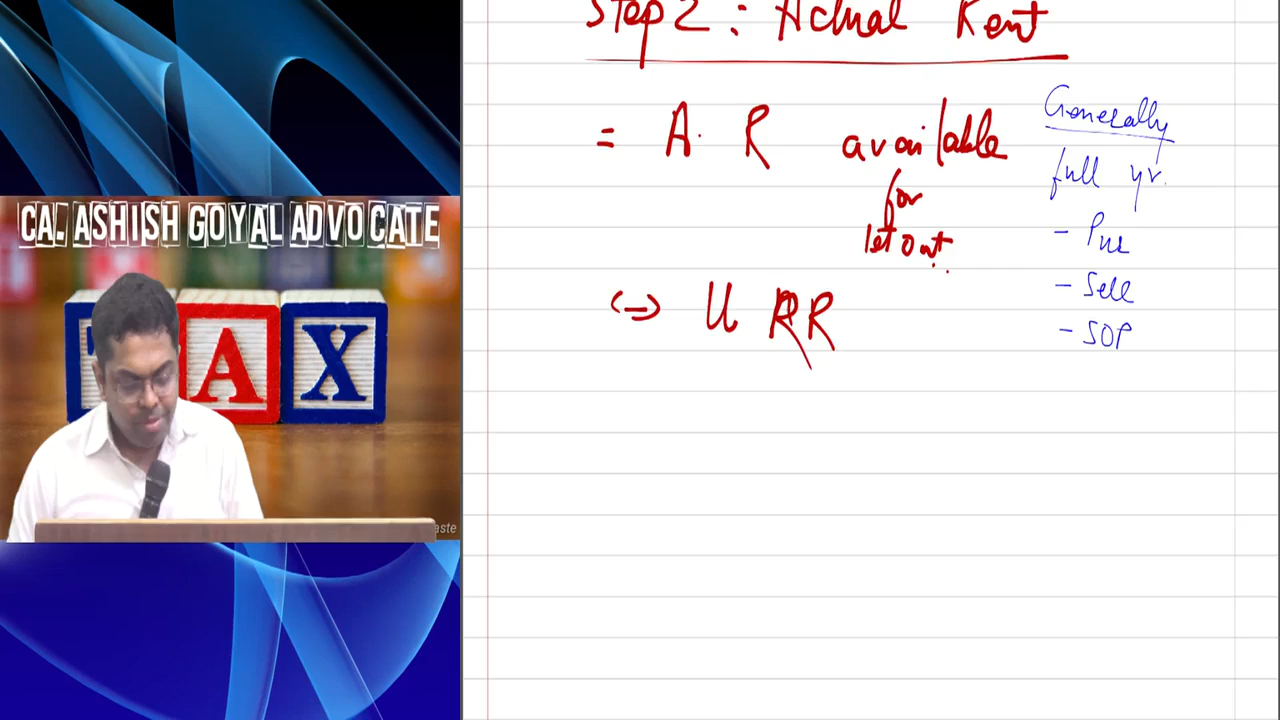 Step 2 : Actual Rent
= A. R available
for
let out
(-) U R R
Generally
full yr.
- Pur
- Sell
- SOP
CA. ASHISH GOYAL ADVOCATE
TAX
aste